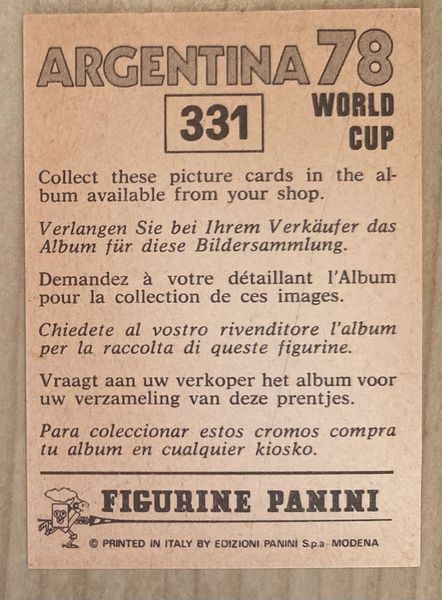 ARGENTINA 78
331
WORLD
CUP
Collect these picture cards in the al-
bum available from your shop.
Verlangen Sie bei Ihrem Verkäufer das
Album für diese Bildersammlung.
Demandez à votre détaillant l'Album
pour la collection de ces images.
Chiedete al vostro rivenditore l'album
per la raccolta di queste figurine.
Vraagt aan uw verkoper het album voor
uw verzameling van deze prentjes.
Para coleccionar estos cromos compra
tu album en cualquier kiosko.
FIGURINE PANINI
© PRINTED IN ITALY BY EDIZIONI PANINI S.p.a - MODENA